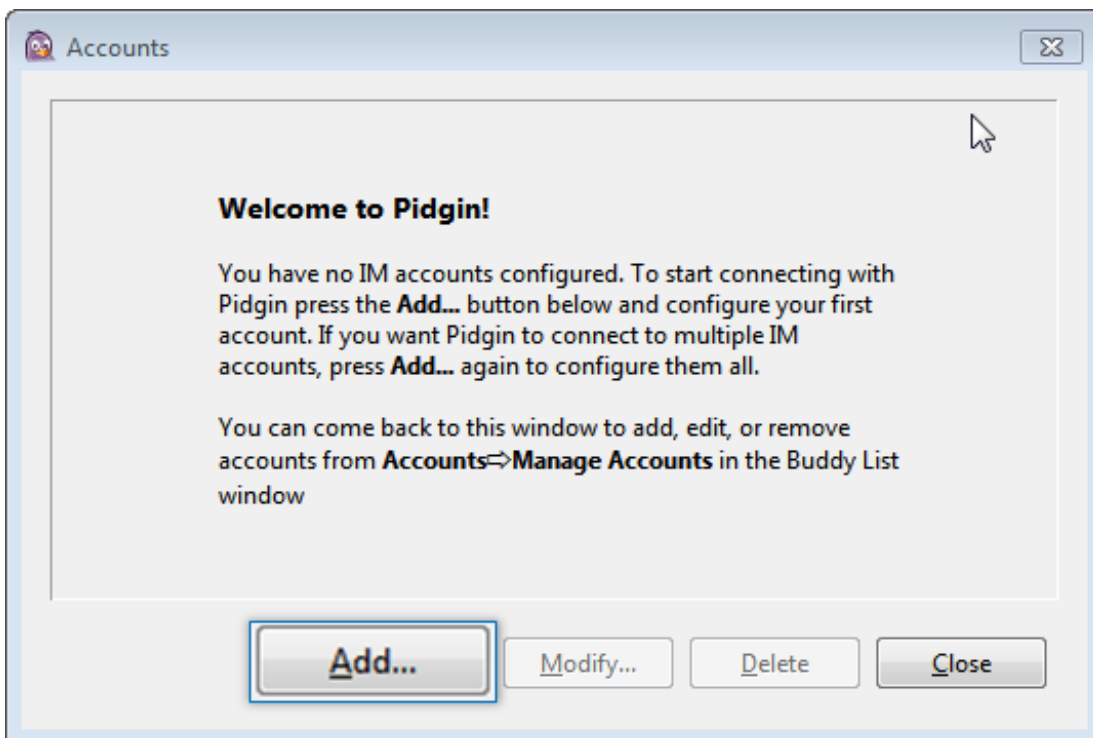 Accounts
Welcome to Pidgin!
You have no IM accounts configured. To start connecting with
Pidgin press the Add... button below and configure your first
account. If you want Pidgin to connect to multiple IM
accounts, press Add... again to configure them all.
You can come back to this window to add, edit, or remove
accounts from Accounts⇨Manage Accounts in the Buddy List
window
Add... Modify... Delete Close